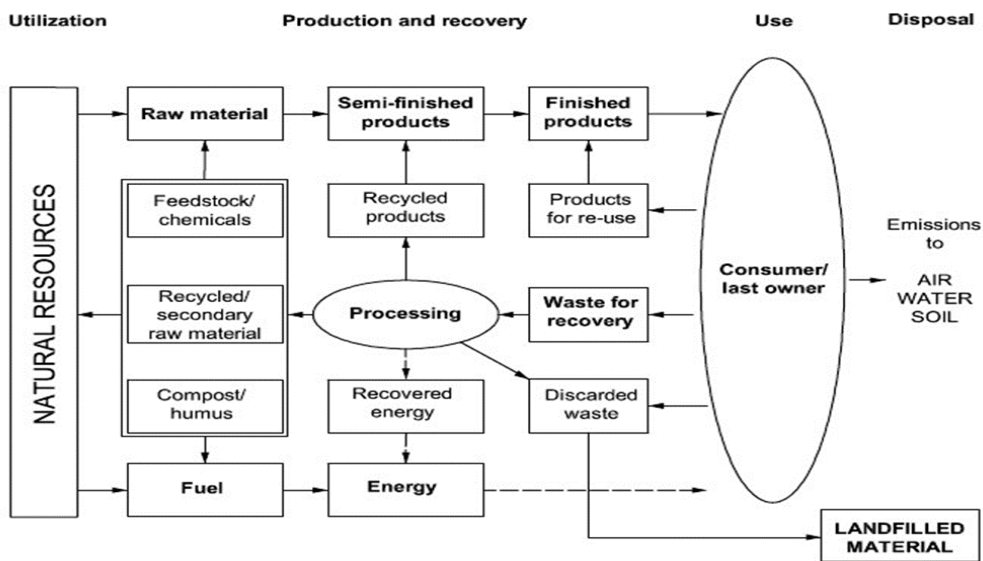 Utilization
Production and recovery
Use
Disposal
NATURAL RESOURCES
Raw material
Semi-finished
products
Finished
products
Feedstock/
chemicals
Recycled
products
Products
for re-use
Emissions
to
AIR
WATER
SOIL
Consumer/
last owner
Recycled/
secondary
raw material
Processing
Waste for
recovery
Compost/
humus
Recovered
energy
Discarded
waste
Fuel
Energy
LANDFILLED
MATERIAL